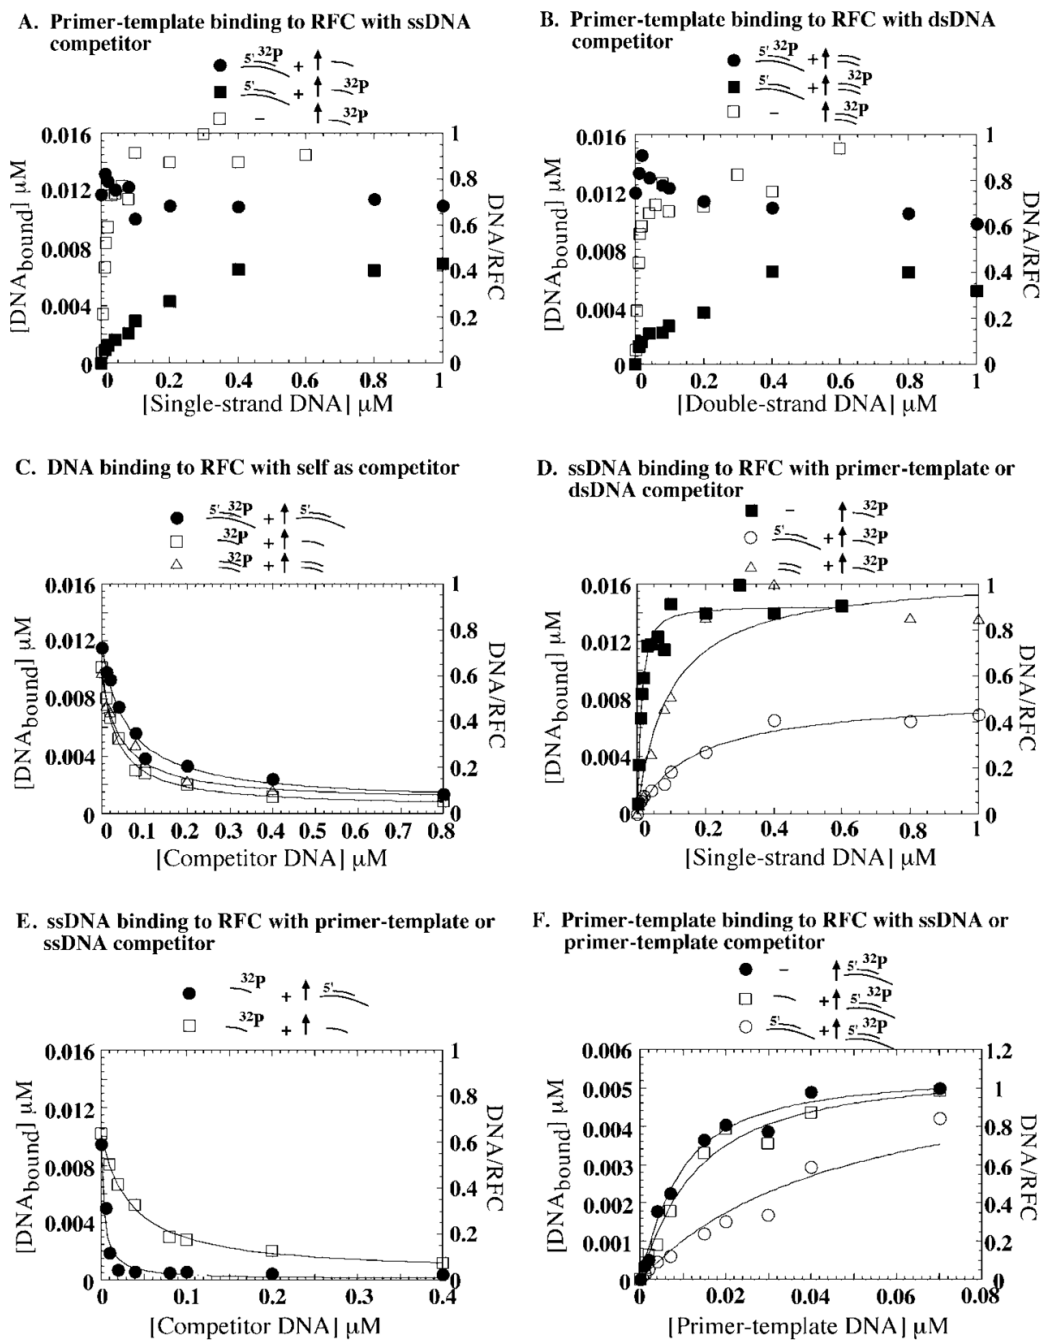 A. Primer-template binding to RFC with ssDNA
competitor
5' 32P +
5' + 32P
– 32P
0.016
0.012
0.008
0.004
0
1
0.8
0.6
0.4
0.2
0
[DNAbound] μM
DNA/RFC
0 0.2 0.4 0.6 0.8 1
[Single-strand DNA] μM
B. Primer-template binding to RFC with dsDNA
competitor
5' 32P +
5' + 32P
– 32P
0.016
0.012
0.008
0.004
0
1
0.8
0.6
0.4
0.2
0
[DNAbound] μM
DNA/RFC
0 0.2 0.4 0.6 0.8 1
[Double-strand DNA] μM
C. DNA binding to RFC with self as competitor
5' 32P + 5'
32P +
32P +
0.016
0.012
0.008
0.004
0
1
0.8
0.6
0.4
0.2
0
[DNAbound] μM
DNA/RFC
0 0.1 0.2 0.3 0.4 0.5 0.6 0.7 0.8
[Competitor DNA] μM
D. ssDNA binding to RFC with primer-template or
dsDNA competitor
– 32P
5' + 32P
+ 32P
0.016
0.012
0.008
0.004
0
1
0.8
0.6
0.4
0.2
0
[DNAbound] μM
DNA/RFC
0 0.2 0.4 0.6 0.8 1
[Single-strand DNA] μM
E. ssDNA binding to RFC with primer-template or
ssDNA competitor
32P + 5'
32P +
0.016
0.012
0.008
0.004
0
1
0.8
0.6
0.4
0.2
0
[DNAbound] μM
DNA/RFC
0 0.1 0.2 0.3 0.4
[Competitor DNA] μM
F. Primer-template binding to RFC with ssDNA or
primer-template competitor
– 5' 32P
+ 5' 32P
5' + 5' 32P
0.006
0.005
0.004
0.003
0.002
0.001
0
1.2
1
0.8
0.6
0.4
0.2
0
[DNAbound] μM
DNA/RFC
0 0.02 0.04 0.06 0.08
[Primer-template DNA] μM